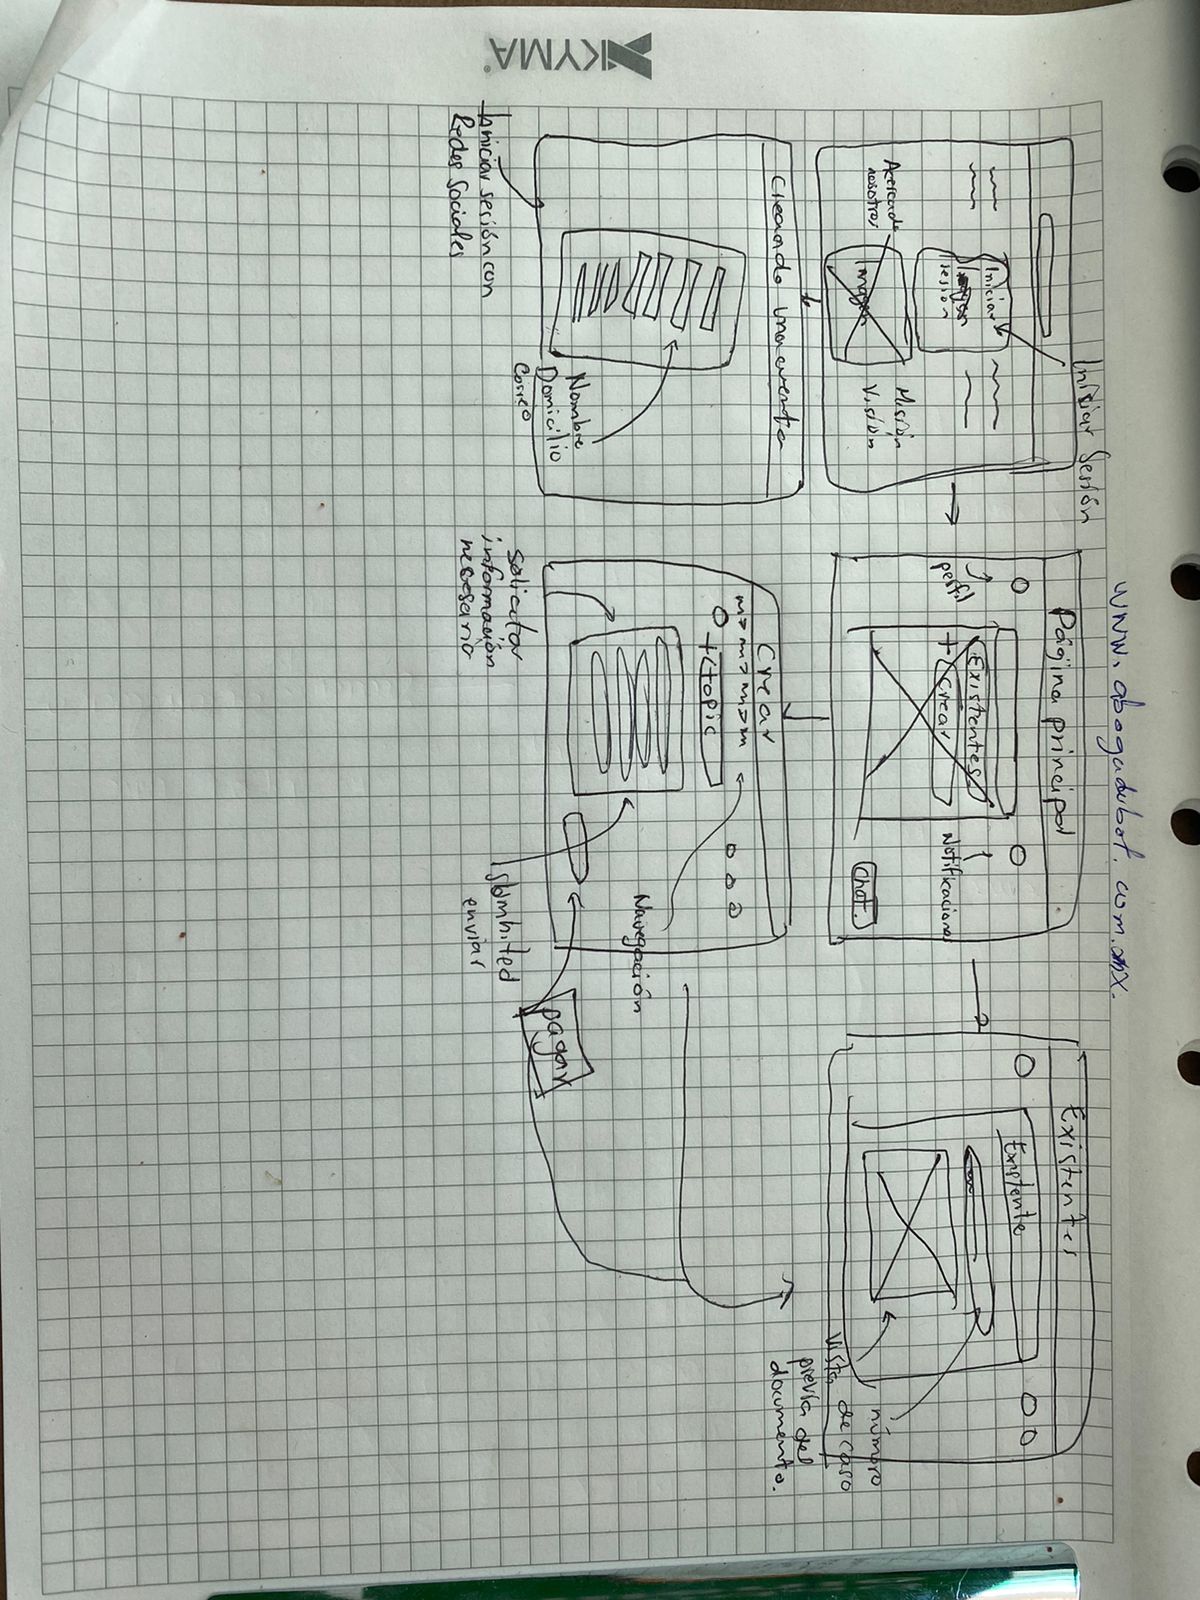 KYMA
www.abogadobot.com.mx.
Iniciar Sesión
Iniciar
sesión
Acerca de
nosotros
Imagen
Misión
Visión
Página principal
perfil
Existentes
+ Crear
Notificaciones
Chat.
Existentes
Existente
número
de caso
Vista
previa del
documento.
Creando una cuenta
Nombre
Domicilio
Correo
Iniciar sesión con
Redes Sociales
Crear
m>m>m>m
+ topic
Navegación
Solicitar
información
necesaria
enviar
pagar